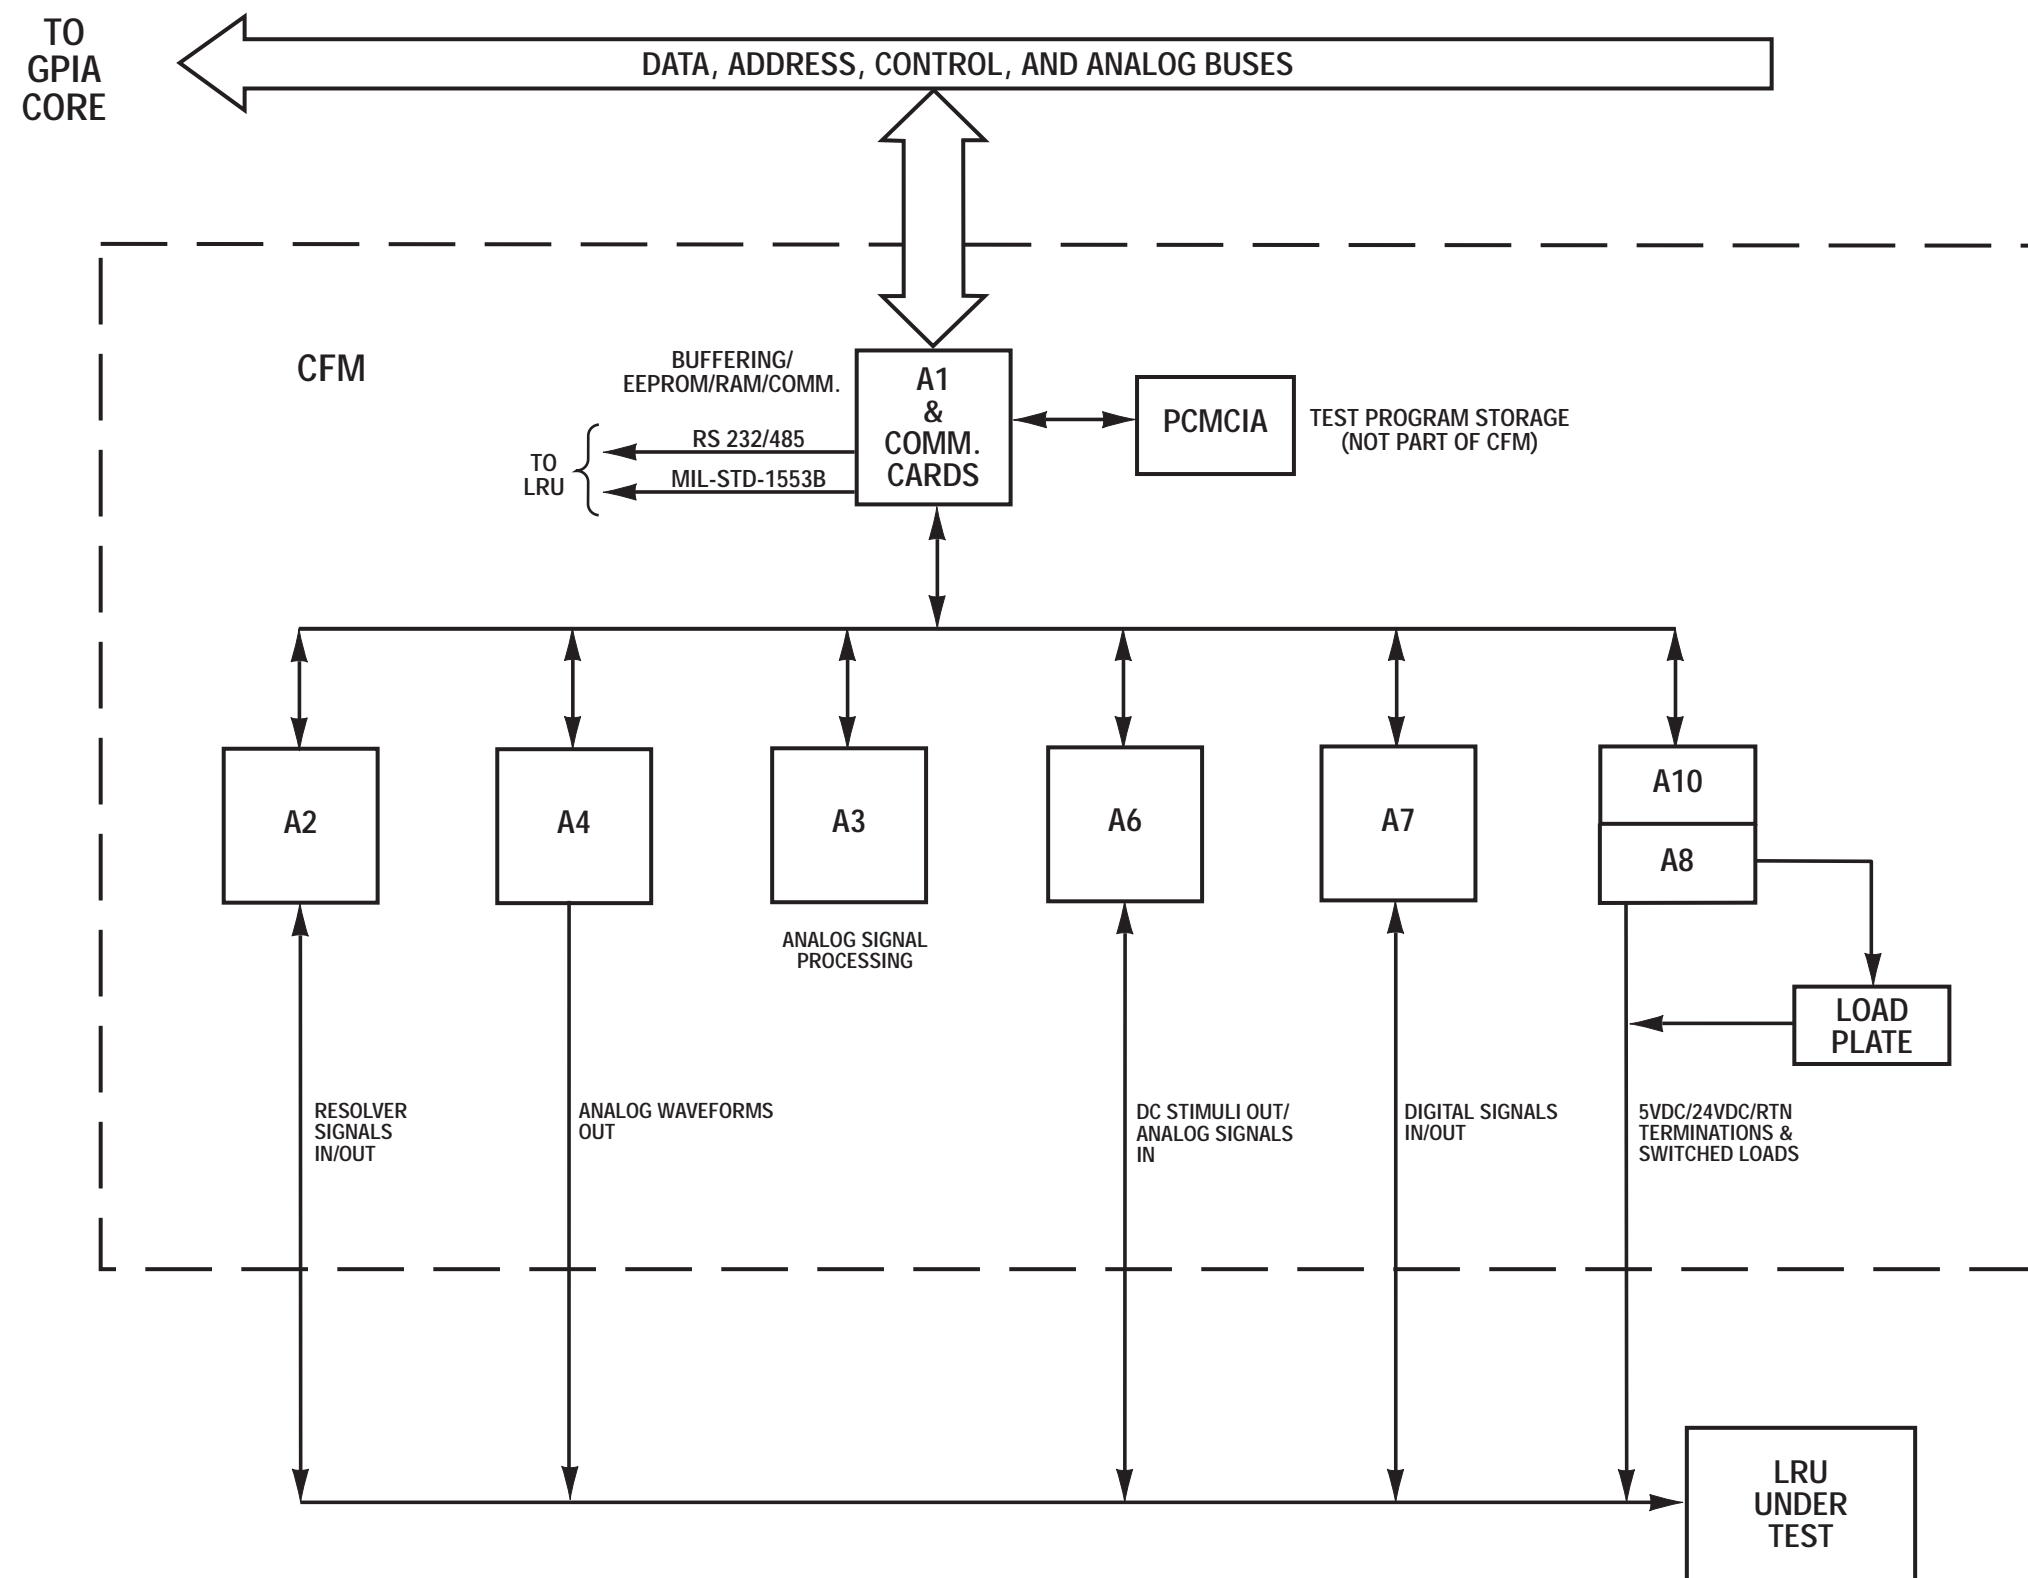 TO
GPIA
CORE
DATA, ADDRESS, CONTROL, AND ANALOG BUSES
CFM
BUFFERING/
EEPROM/RAM/COMM.
A1
&
COMM.
CARDS
PCMCIA
TEST PROGRAM STORAGE
(NOT PART OF CFM)
TO
LRU
RS 232/485
MIL-STD-1553B
A2
A4
A3
A6
A7
A10
A8
ANALOG SIGNAL
PROCESSING
LOAD
PLATE
RESOLVER
SIGNALS
IN/OUT
ANALOG WAVEFORMS
OUT
DC STIMULI OUT/
ANALOG SIGNALS
IN
DIGITAL SIGNALS
IN/OUT
5VDC/24VDC/RTN
TERMINATIONS &
SWITCHED LOADS
LRU
UNDER
TEST